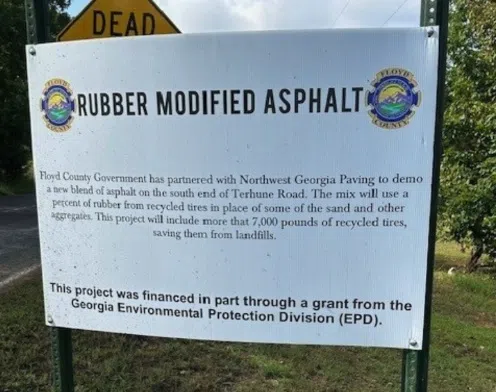 DEAD
RUBBER MODIFIED ASPHALT
FLOYD
COUNTY
FLOYD
COUNTY
Floyd County Government has partnered with Northwest Georgia Paving to demo
a new blend of asphalt on the south end of Terhune Road. The mix will use a
percent of rubber from recycled tires in place of some of the sand and other
aggregates. This project will include more that 7,000 pounds of recycled tires,
saving them from landfills.
This project was financed in part through a grant from the
Georgia Environmental Protection Division (EPD).